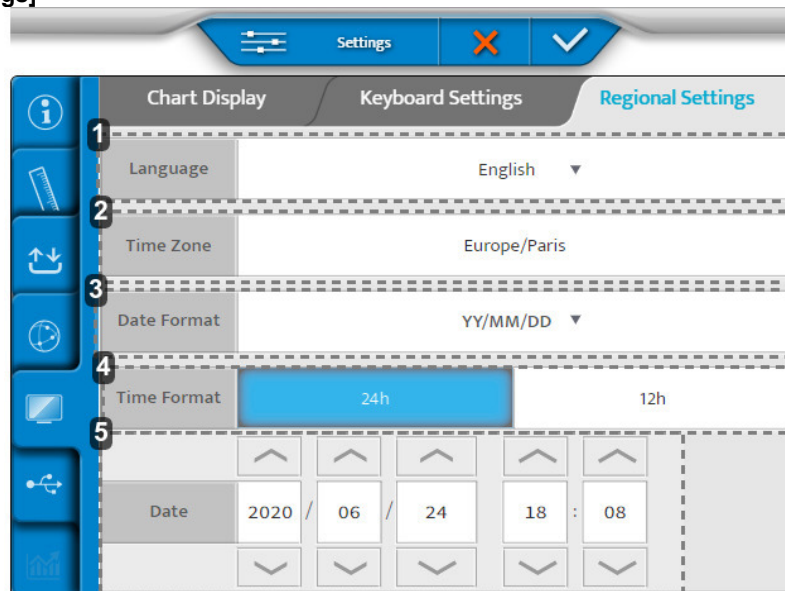 ge]
Settings
Chart Display Keyboard Settings Regional Settings
1
Language English
2
Time Zone Europe/Paris
3
Date Format YY/MM/DD
4
Time Format 24h 12h
5
Date 2020 / 06 / 24 18 : 08